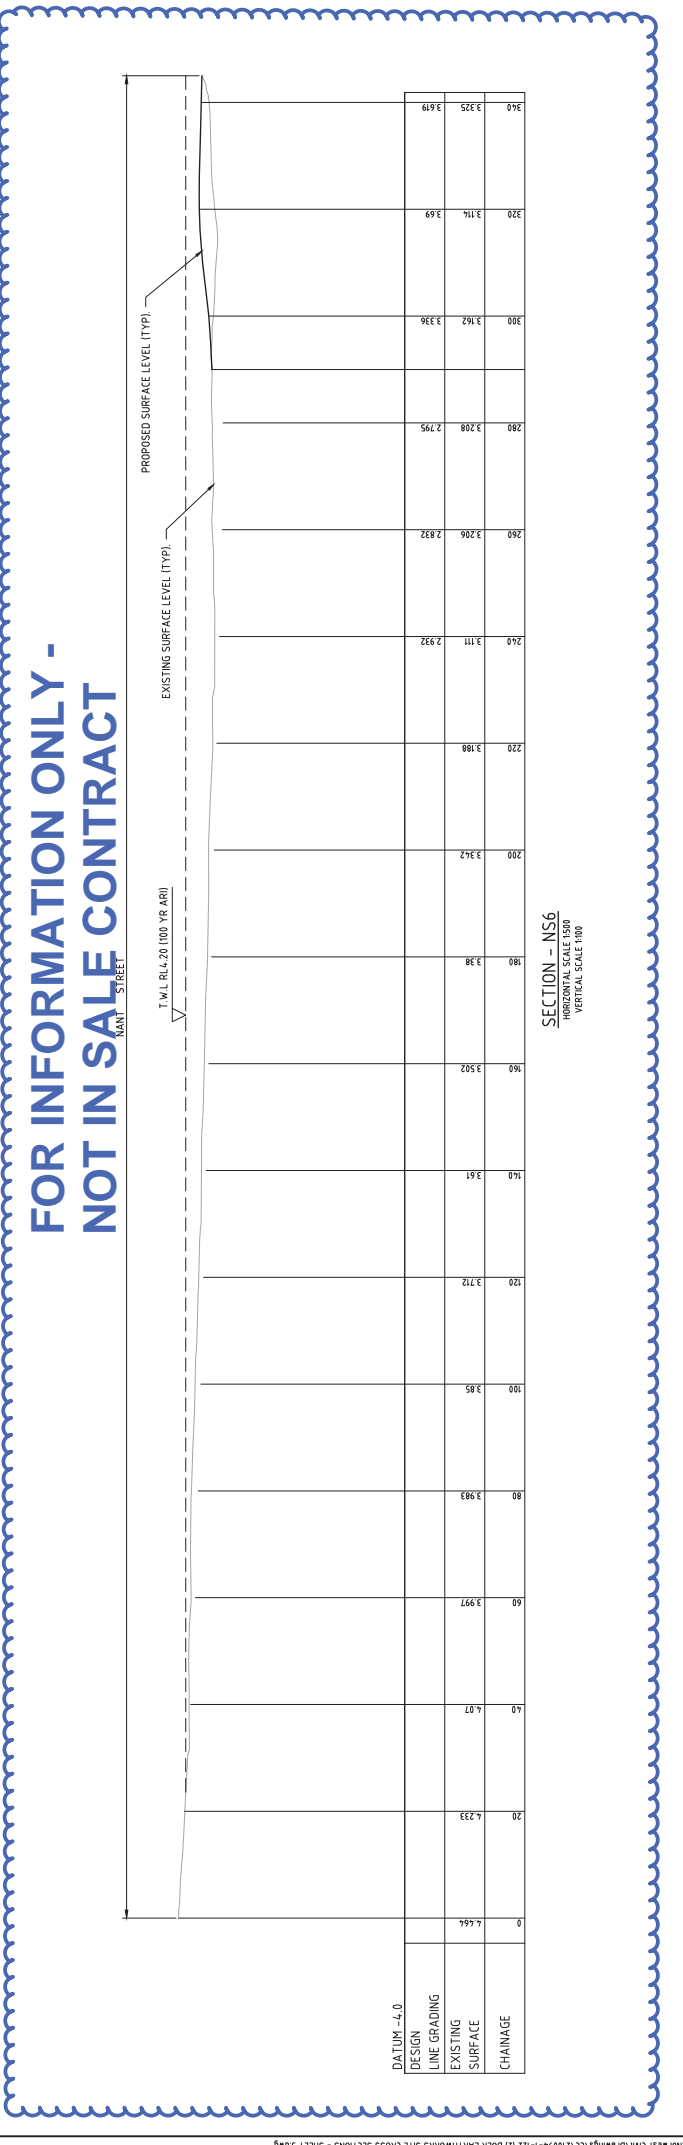 FOR INFORMATION ONLY -
NOT IN SALE CONTRACT
NANT STREET
PROPOSED SURFACE LEVEL (TYP).
EXISTING SURFACE LEVEL (TYP).
T.W.L RL4.20 (100 YR ARI)
DATUM -4.0
DESIGN
LINE GRADING
2.932 2.832 2.795 3.336 3.69 3.619
EXISTING
SURFACE
4.464 4.233 4.07 3.997 3.983 3.85 3.712 3.61 3.502 3.38 3.342 3.188 3.111 3.206 3.208 3.162 3.114 3.325
CHAINAGE
0 20 40 60 80 100 120 140 160 180 200 220 240 260 280 300 320 340
SECTION - NS6
HORIZONTAL SCALE 1:500
VERTICAL SCALE 1:100